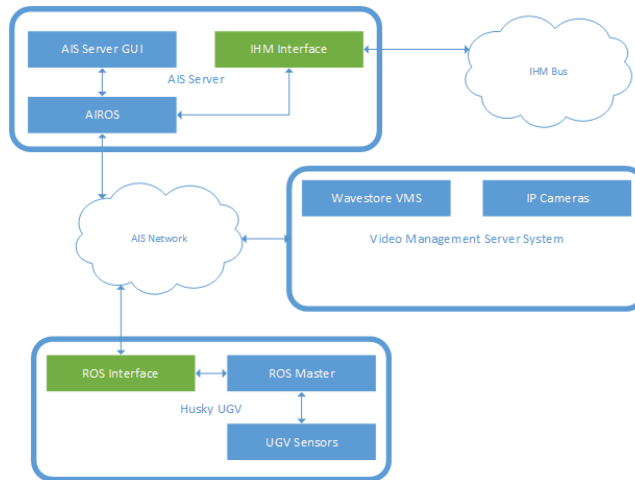 AIS Server GUI
IHM Interface
AIS Server
AIROS
IHM Bus
Wavestore VMS
IP Cameras
Video Management Server System
AIS Network
ROS Interface
ROS Master
Husky UGV
UGV Sensors